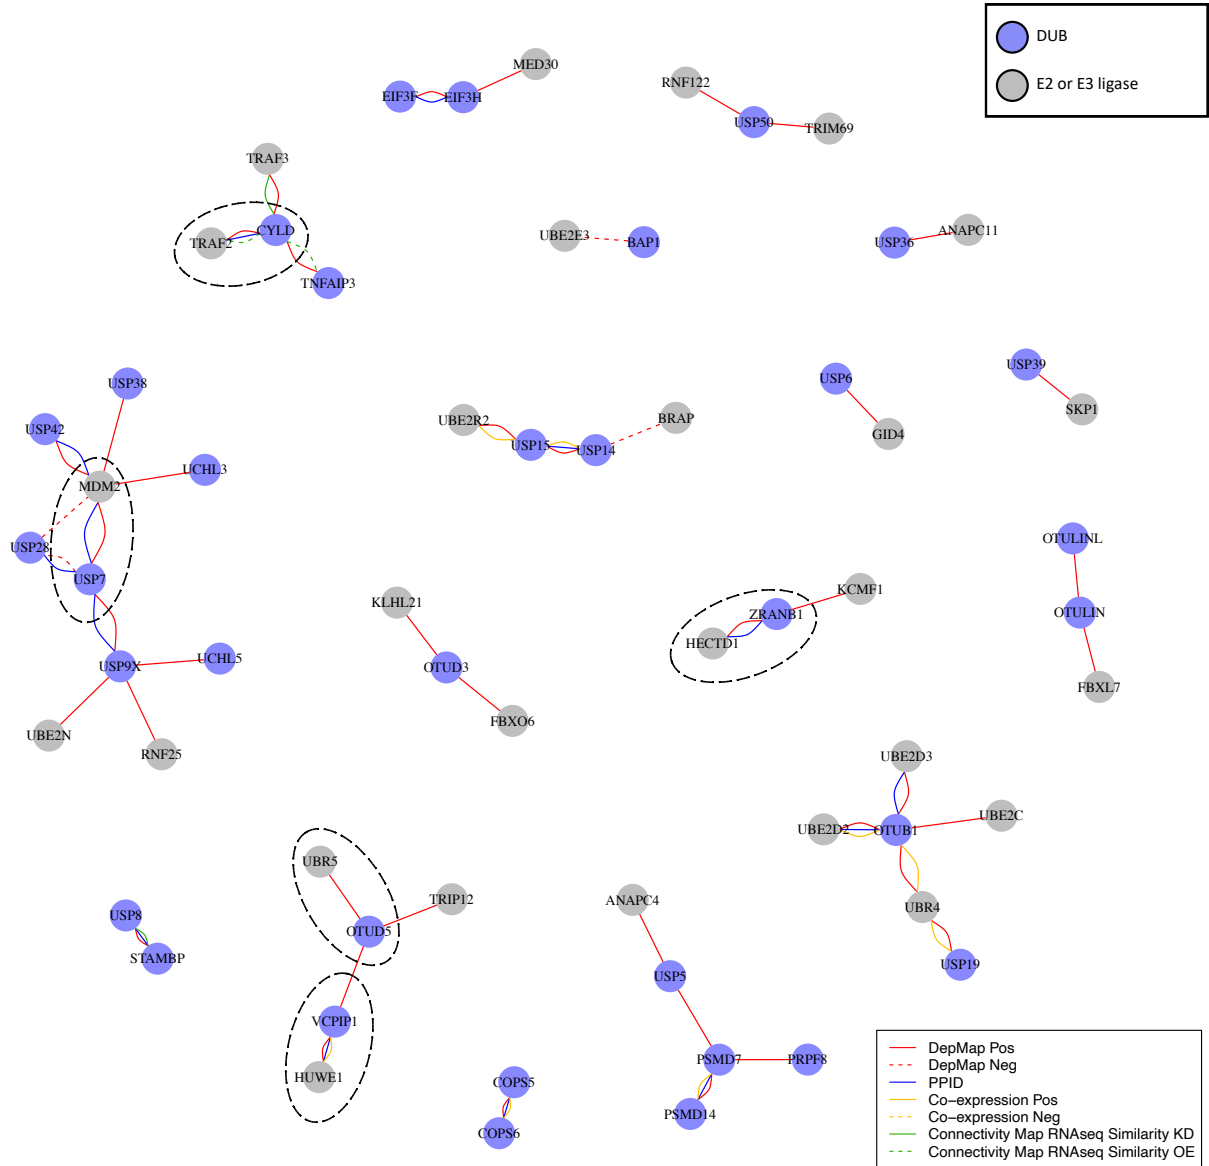 DUB
E2 or E3 ligase
MED30
EIF3F
EIF3H
RNF122
USP50
TRIM69
TRAF3
CYLD
TRAF2
TNFAIP3
UBE2E3
BAP1
USP36
ANAPC11
USP38
USP42
MDM2
UCHL3
USP28
USP7
USP9X
UCHL5
UBE2N
RNF25
UBE2R2
USP15
USP14
BRAP
USP6
GID4
USP39
SKP1
KLHL21
OTUD3
FBXO6
ZRANB1
KCMF1
HECTD1
OTULINL
OTULIN
FBXL7
UBE2D3
UBE2D2
OTUB1
UBE2C
UBR4
USP19
UBR5
TRIP12
OTUD5
VCPIP1
HUWE1
USP8
STAMBP
ANAPC4
USP5
PSMD7
PRPF8
PSMD14
COPS5
COPS6
DepMap Pos
DepMap Neg
PPID
Co−expression Pos
Co−expression Neg
Connectivity Map RNAseq Similarity KD
Connectivity Map RNAseq Similarity OE